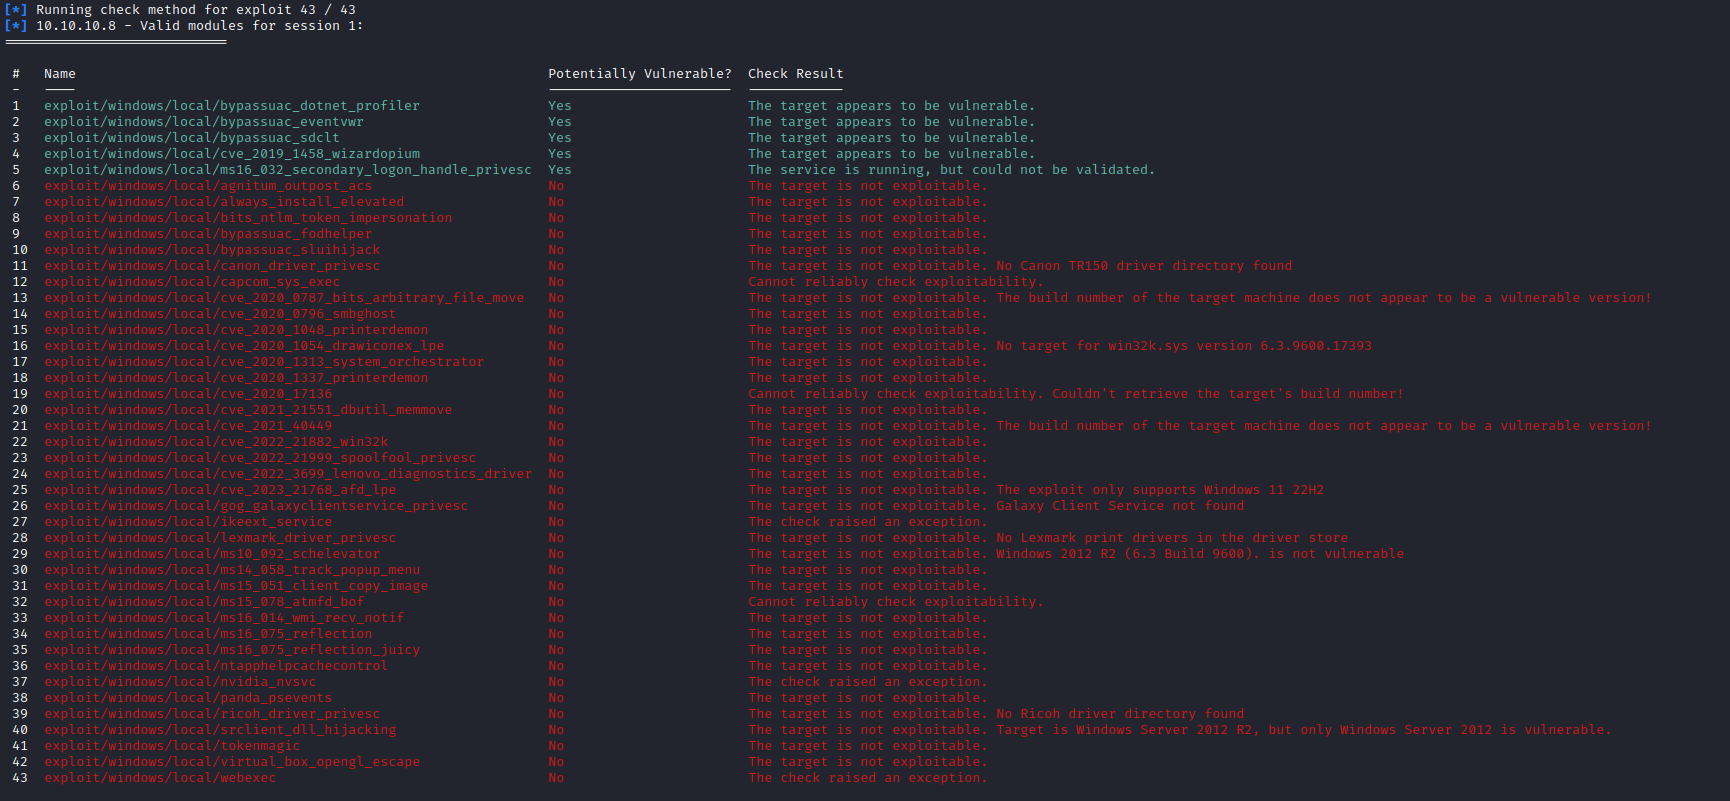 [*] Running check method for exploit 43 / 43
[*] 10.10.10.8 - Valid modules for session 1:
============================
# Name Potentially Vulnerable? Check Result
- ---- ----------------------- ------------
1 exploit/windows/local/bypassuac_dotnet_profiler Yes The target appears to be vulnerable.
2 exploit/windows/local/bypassuac_eventvwr Yes The target appears to be vulnerable.
3 exploit/windows/local/bypassuac_sdclt Yes The target appears to be vulnerable.
4 exploit/windows/local/cve_2019_1458_wizardopium Yes The target appears to be vulnerable.
5 exploit/windows/local/ms16_032_secondary_logon_handle_privesc Yes The service is running, but could not be validated.
6 exploit/windows/local/agnitum_outpost_acs No The target is not exploitable.
7 exploit/windows/local/always_install_elevated No The target is not exploitable.
8 exploit/windows/local/bits_ntlm_token_impersonation No The target is not exploitable.
9 exploit/windows/local/bypassuac_fodhelper No The target is not exploitable.
10 exploit/windows/local/bypassuac_sluihijack No The target is not exploitable.
11 exploit/windows/local/canon_driver_privesc No The target is not exploitable. No Canon TR150 driver directory found
12 exploit/windows/local/capcom_sys_exec No Cannot reliably check exploitability.
13 exploit/windows/local/cve_2020_0787_bits_arbitrary_file_move No The target is not exploitable. The build number of the target machine does not appear to be a vulnerable version!
14 exploit/windows/local/cve_2020_0796_smbghost No The target is not exploitable.
15 exploit/windows/local/cve_2020_1048_printerdemon No The target is not exploitable.
16 exploit/windows/local/cve_2020_1054_drawiconex_lpe No The target is not exploitable. No target for win32k.sys version 6.3.9600.17393
17 exploit/windows/local/cve_2020_1313_system_orchestrator No The target is not exploitable.
18 exploit/windows/local/cve_2020_1337_printerdemon No The target is not exploitable.
19 exploit/windows/local/cve_2020_17136 No Cannot reliably check exploitability. Couldn't retrieve the target's build number!
20 exploit/windows/local/cve_2021_21551_dbutil_memmove No The target is not exploitable.
21 exploit/windows/local/cve_2021_40449 No The target is not exploitable. The build number of the target machine does not appear to be a vulnerable version!
22 exploit/windows/local/cve_2022_21882_win32k No The target is not exploitable.
23 exploit/windows/local/cve_2022_21999_spoolfool_privesc No The target is not exploitable.
24 exploit/windows/local/cve_2022_3699_lenovo_diagnostics_driver No The target is not exploitable.
25 exploit/windows/local/cve_2023_21768_afd_lpe No The target is not exploitable. The exploit only supports Windows 11 22H2
26 exploit/windows/local/gog_galaxyclientservice_privesc No The target is not exploitable. Galaxy Client Service not found
27 exploit/windows/local/ikeext_service No The check raised an exception.
28 exploit/windows/local/lexmark_driver_privesc No The target is not exploitable. No Lexmark print drivers in the driver store
29 exploit/windows/local/ms10_092_schelevator No The target is not exploitable. Windows 2012 R2 (6.3 Build 9600). is not vulnerable
30 exploit/windows/local/ms14_058_track_popup_menu No The target is not exploitable.
31 exploit/windows/local/ms15_051_client_copy_image No The target is not exploitable.
32 exploit/windows/local/ms15_078_atmfd_bof No Cannot reliably check exploitability.
33 exploit/windows/local/ms16_014_wmi_recv_notif No The target is not exploitable.
34 exploit/windows/local/ms16_075_reflection No The target is not exploitable.
35 exploit/windows/local/ms16_075_reflection_juicy No The target is not exploitable.
36 exploit/windows/local/ntapphelpcachecontrol No The target is not exploitable.
37 exploit/windows/local/nvidia_nvsvc No The check raised an exception.
38 exploit/windows/local/panda_psevents No The target is not exploitable.
39 exploit/windows/local/ricoh_driver_privesc No The target is not exploitable. No Ricoh driver directory found
40 exploit/windows/local/srclient_dll_hijacking No The target is not exploitable. Target is Windows Server 2012 R2, but only Windows Server 2012 is vulnerable.
41 exploit/windows/local/tokenmagic No The target is not exploitable.
42 exploit/windows/local/virtual_box_opengl_escape No The target is not exploitable.
43 exploit/windows/local/webexec No The check raised an exception.